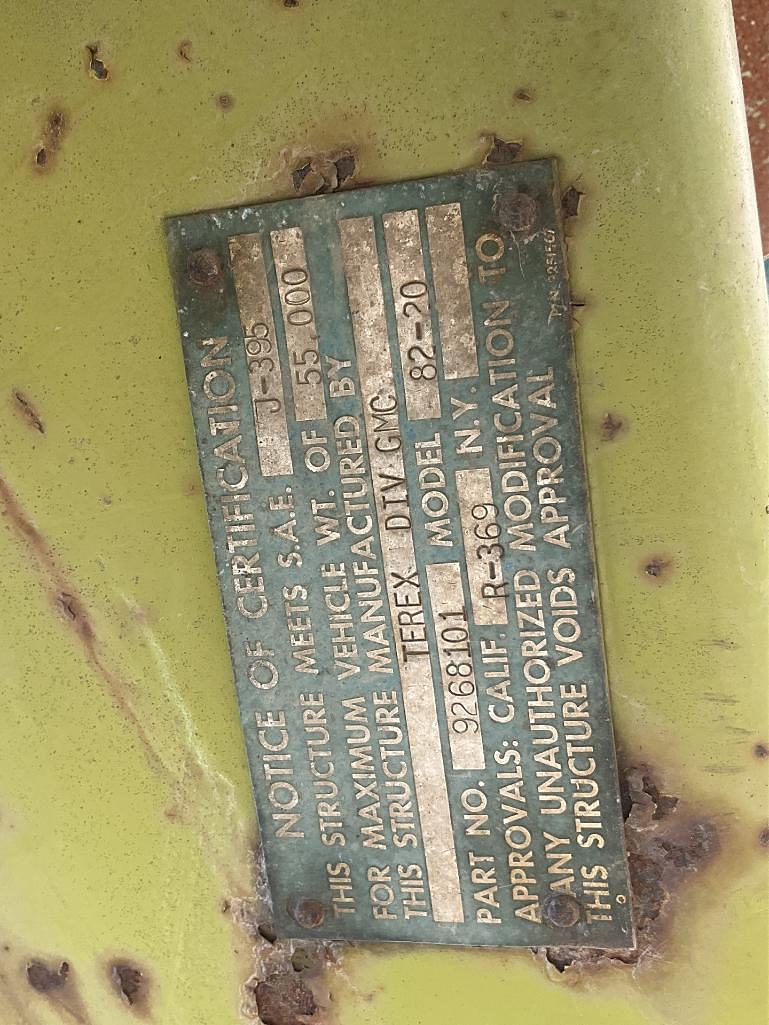 NOTICE OF CERTIFICATION
THIS STRUCTURE MEETS S.A.E. J-395
FOR MAXIMUM VEHICLE WT. OF 55,000
THIS STRUCTURE MANUFACTURED BY
TEREX DIV GMC
PART NO. 9268101 MODEL 82-20
APPROVALS: CALIF. R-369 N.Y.
ANY UNAUTHORIZED MODIFICATION TO
THIS STRUCTURE VOIDS APPROVAL